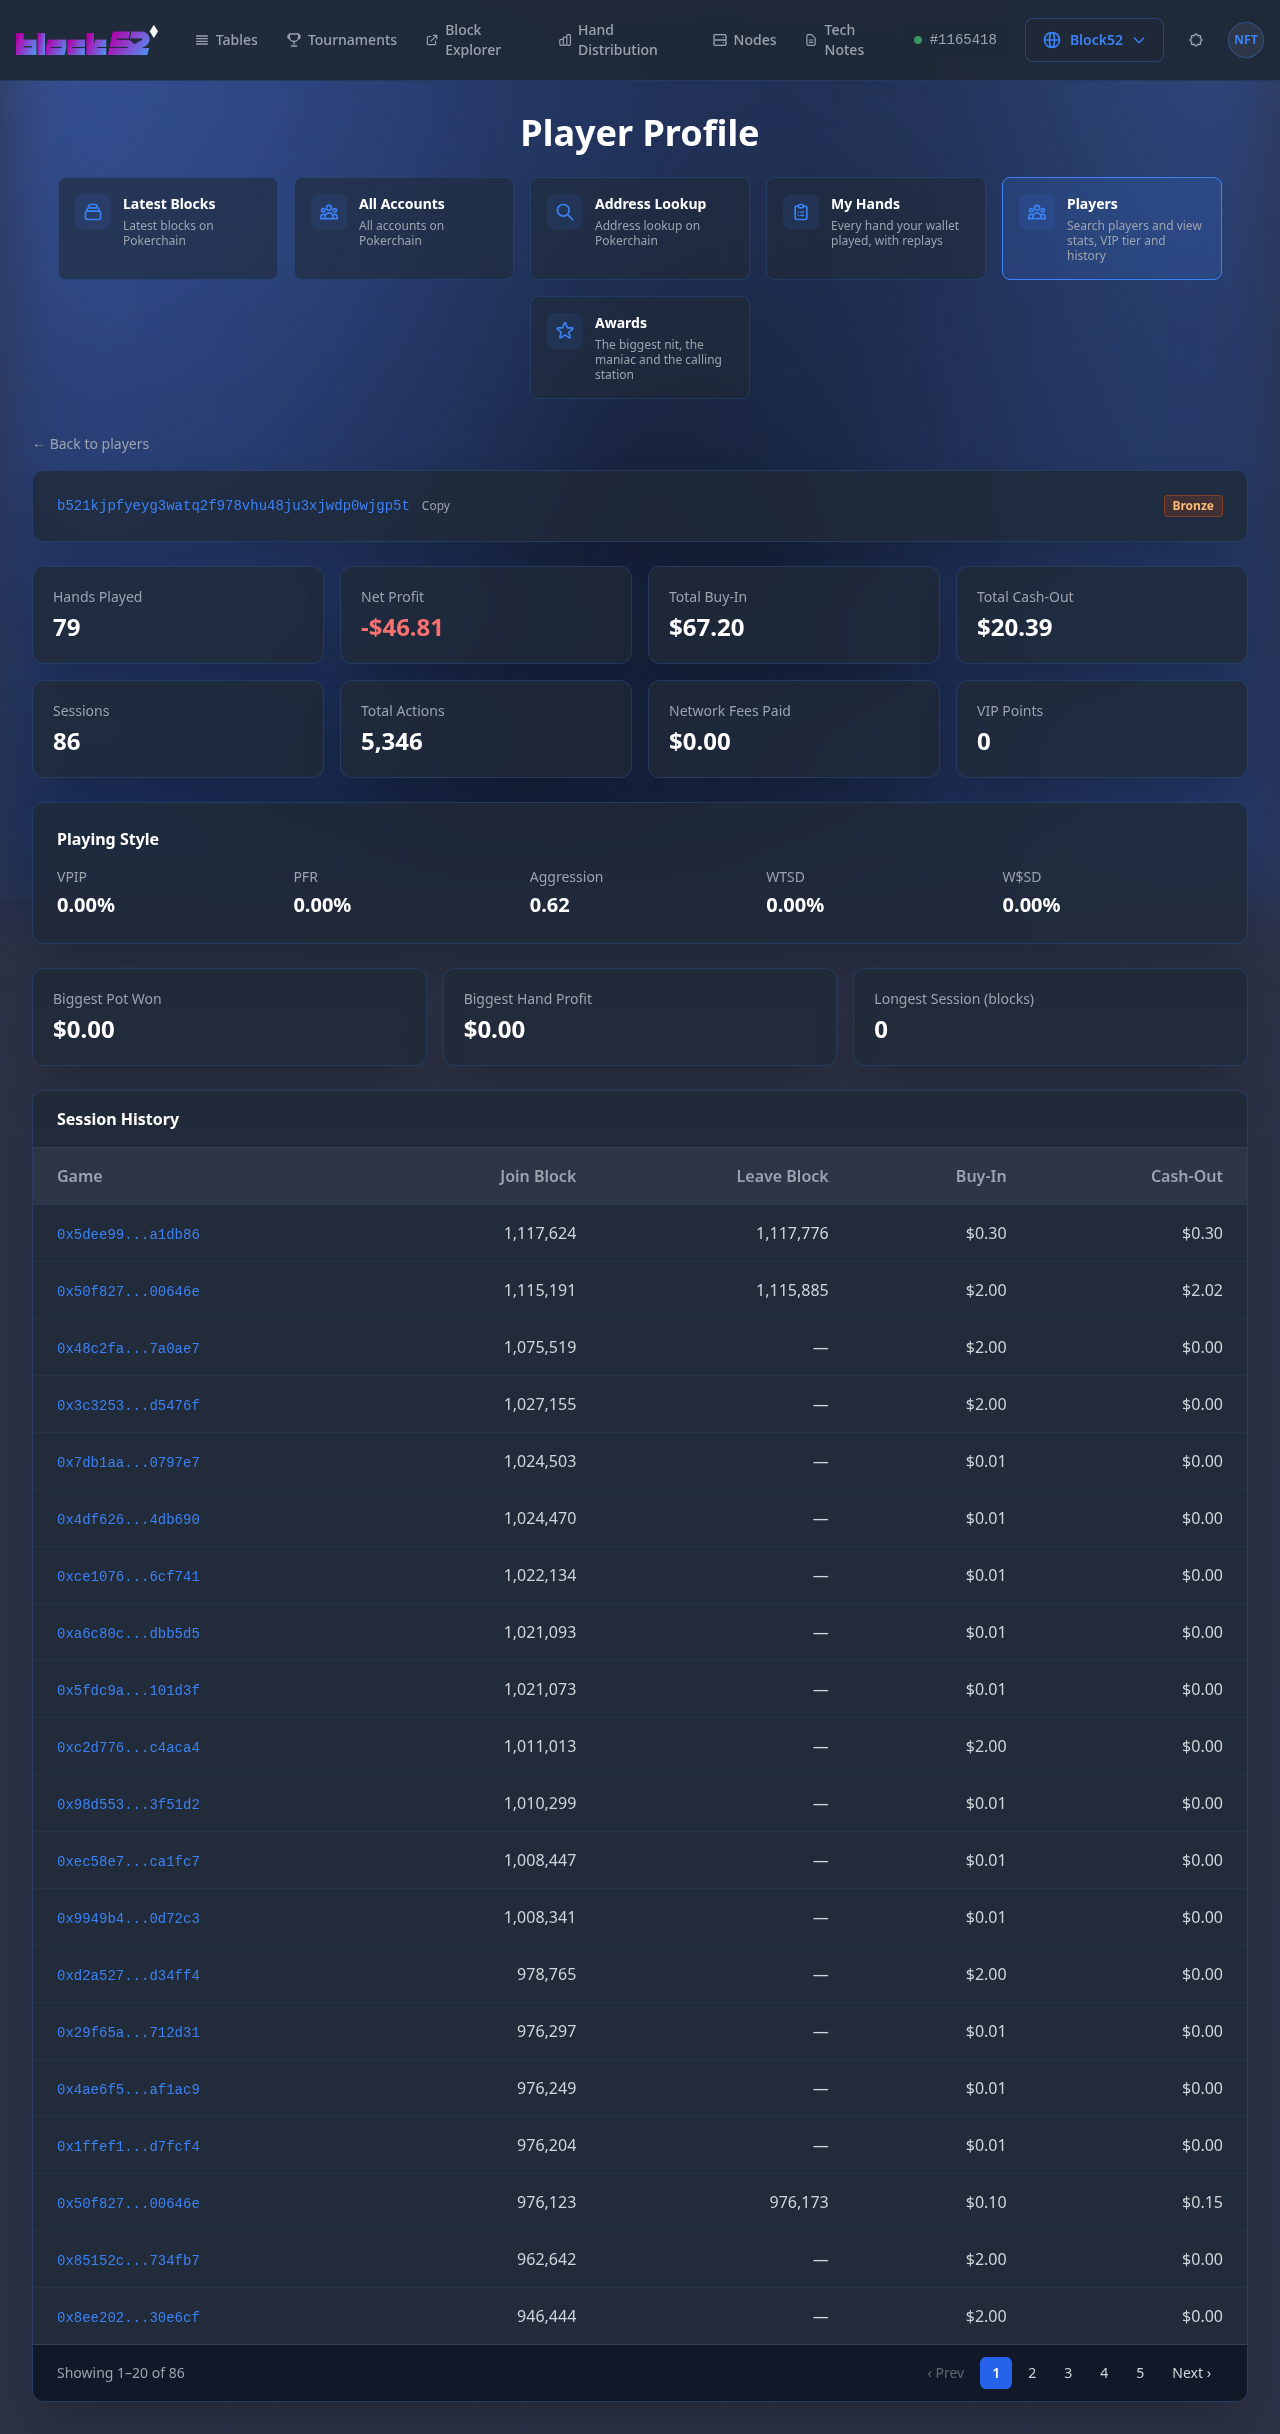 block52
Tables
Tournaments
Block
Explorer
Hand
Distribution
Nodes
Tech
Notes
#1165418
Block52
NFT
Player Profile
Latest Blocks
Latest blocks on
Pokerchain
All Accounts
All accounts on
Pokerchain
Address Lookup
Address lookup on
Pokerchain
My Hands
Every hand your wallet
played, with replays
Players
Search players and view
stats, VIP tier and
history
Awards
The biggest nit, the
maniac and the calling
station
← Back to players
b521kjpfyeyg3watq2f978vhu48ju3xjwdp0wjgp5t Copy
Bronze
Hands Played
79
Net Profit
-$46.81
Total Buy-In
$67.20
Total Cash-Out
$20.39
Sessions
86
Total Actions
5,346
Network Fees Paid
$0.00
VIP Points
0
Playing Style
VPIP
0.00%
PFR
0.00%
Aggression
0.62
WTSD
0.00%
W$SD
0.00%
Biggest Pot Won
$0.00
Biggest Hand Profit
$0.00
Longest Session (blocks)
0
Session History
Game Join Block Leave Block Buy-In Cash-Out
0x5dee99...a1db86 1,117,624 1,117,776 $0.30 $0.30
0x50f827...00646e 1,115,191 1,115,885 $2.00 $2.02
0x48c2fa...7a0ae7 1,075,519 — $2.00 $0.00
0x3c3253...d5476f 1,027,155 — $2.00 $0.00
0x7db1aa...0797e7 1,024,503 — $0.01 $0.00
0x4df626...4db690 1,024,470 — $0.01 $0.00
0xce1076...6cf741 1,022,134 — $0.01 $0.00
0xa6c80c...dbb5d5 1,021,093 — $0.01 $0.00
0x5fdc9a...101d3f 1,021,073 — $0.01 $0.00
0xc2d776...c4aca4 1,011,013 — $2.00 $0.00
0x98d553...3f51d2 1,010,299 — $0.01 $0.00
0xec58e7...ca1fc7 1,008,447 — $0.01 $0.00
0x9949b4...0d72c3 1,008,341 — $0.01 $0.00
0xd2a527...d34ff4 978,765 — $2.00 $0.00
0x29f65a...712d31 976,297 — $0.01 $0.00
0x4ae6f5...af1ac9 976,249 — $0.01 $0.00
0x1ffef1...d7fcf4 976,204 — $0.01 $0.00
0x50f827...00646e 976,123 976,173 $0.10 $0.15
0x85152c...734fb7 962,642 — $2.00 $0.00
0x8ee202...30e6cf 946,444 — $2.00 $0.00
Showing 1–20 of 86
‹ Prev 1 2 3 4 5 Next ›